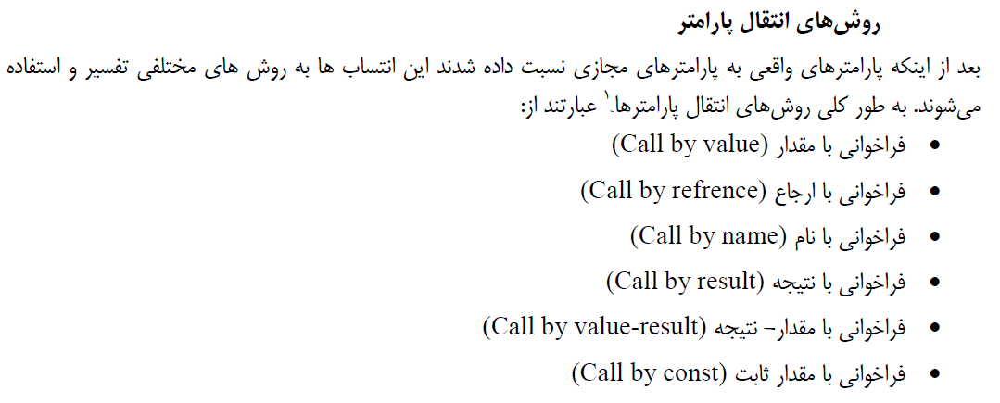 روش‌های انتقال پارامتر
بعد از اینکه پارامترهای واقعی به پارامترهای مجازی نسبت داده شدند این انتساب ها به روش های مختلفی تفسیر و استفاده
می‌شوند. به طور کلی روش‌های انتقال پارامترها۱ عبارتند از:
• فراخوانی با مقدار (Call by value)
• فراخوانی با ارجاع (Call by refrence)
• فراخوانی با نام (Call by name)
• فراخوانی با نتیجه (Call by result)
• فراخوانی با مقدار– نتیجه (Call by value-result)
• فراخوانی با مقدار ثابت (Call by const)